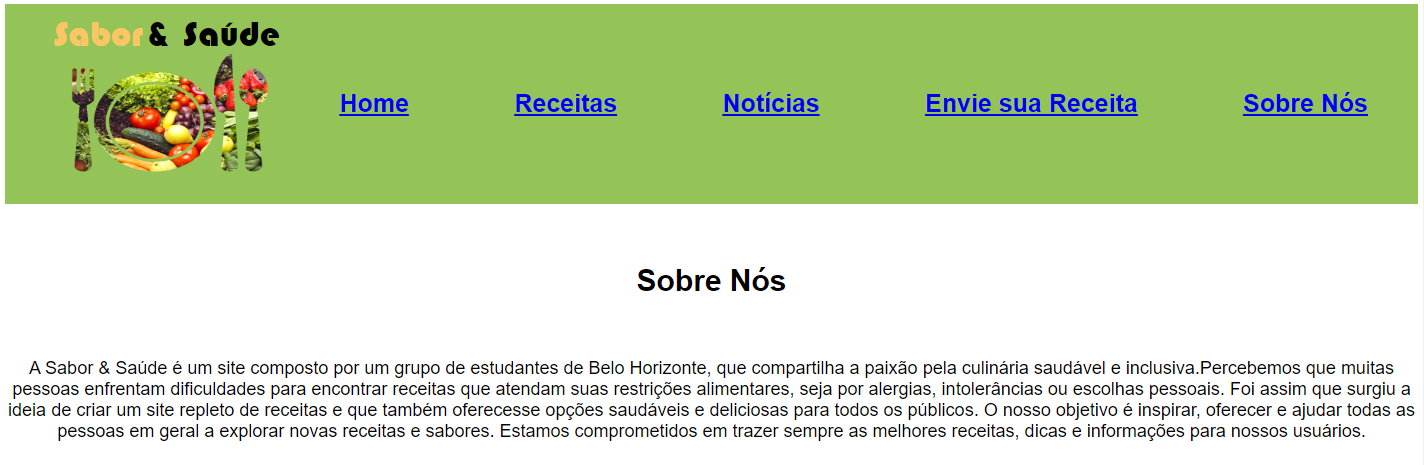 Sabor & Saúde
Home Receitas Notícias Envie sua Receita Sobre Nós
Sobre Nós
A Sabor & Saúde é um site composto por um grupo de estudantes de Belo Horizonte, que compartilha a paixão pela culinária saudável e inclusiva.Percebemos que muitas
pessoas enfrentam dificuldades para encontrar receitas que atendam suas restrições alimentares, seja por alergias, intolerâncias ou escolhas pessoais. Foi assim que surgiu a
ideia de criar um site repleto de receitas e que também oferecesse opções saudáveis e deliciosas para todos os públicos. O nosso objetivo é inspirar, oferecer e ajudar todas as
pessoas em geral a explorar novas receitas e sabores. Estamos comprometidos em trazer sempre as melhores receitas, dicas e informações para nossos usuários.